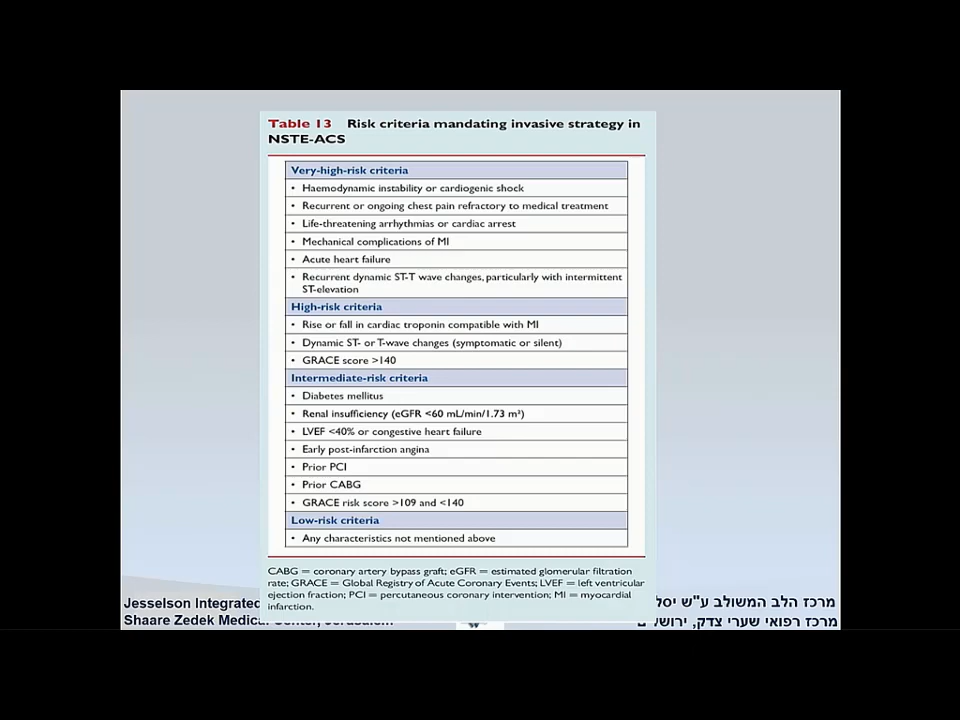 Table 13 Risk criteria mandating invasive strategy in
NSTE-ACS
Very-high-risk criteria
• Haemodynamic instability or cardiogenic shock
• Recurrent or ongoing chest pain refractory to medical treatment
• Life-threatening arrhythmias or cardiac arrest
• Mechanical complications of MI
• Acute heart failure
• Recurrent dynamic ST-T wave changes, particularly with intermittent
ST-elevation
High-risk criteria
• Rise or fall in cardiac troponin compatible with MI
• Dynamic ST- or T-wave changes (symptomatic or silent)
• GRACE score >140
Intermediate-risk criteria
• Diabetes mellitus
• Renal insufficiency (eGFR <60 mL/min/1.73 m²)
• LVEF <40% or congestive heart failure
• Early post-infarction angina
• Prior PCI
• Prior CABG
• GRACE risk score >109 and <140
Low-risk criteria
• Any characteristics not mentioned above
CABG = coronary artery bypass graft; eGFR = estimated glomerular filtration
rate; GRACE = Global Registry of Acute Coronary Events; LVEF = left ventricular
ejection fraction; PCI = percutaneous coronary intervention; MI = myocardial
infarction.
Jesselson Integrated
Shaare Zedek Medical Center, Jerusalem
מרכז הלב המשולב ע"ש יסל
מרכז רפואי שערי צדק, ירושלים